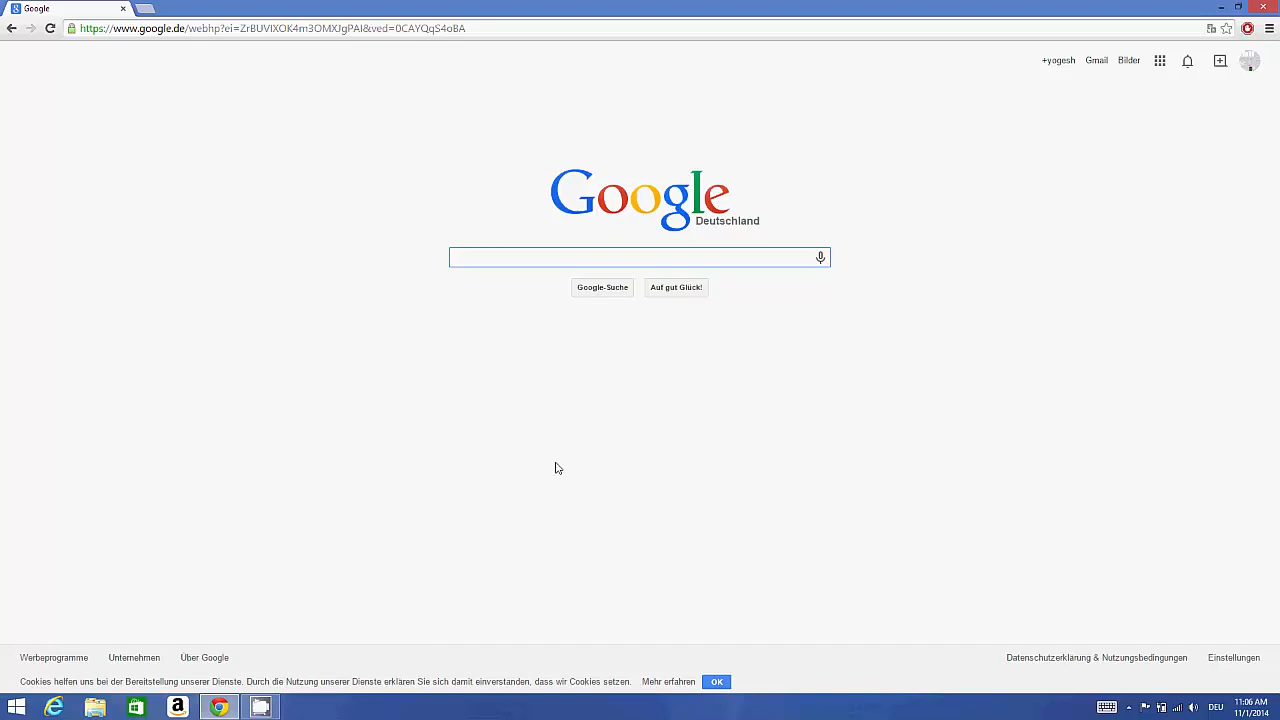 Google
https://www.google.de/webhp?ei=ZrBUVIXOK4m3OMXJgPAI&ved=0CAYQqS4oBA
+yogesh Gmail Bilder
Google
Deutschland
Google-Suche Auf gut Glück!
Werbeprogramme Unternehmen Über Google Datenschutzerklärung & Nutzungsbedingungen Einstellungen
Cookies helfen uns bei der Bereitstellung unserer Dienste. Durch die Nutzung unserer Dienste erklären Sie sich damit einverstanden, dass wir Cookies setzen. Mehr erfahren OK
DEU 11:06 AM
11/1/2014